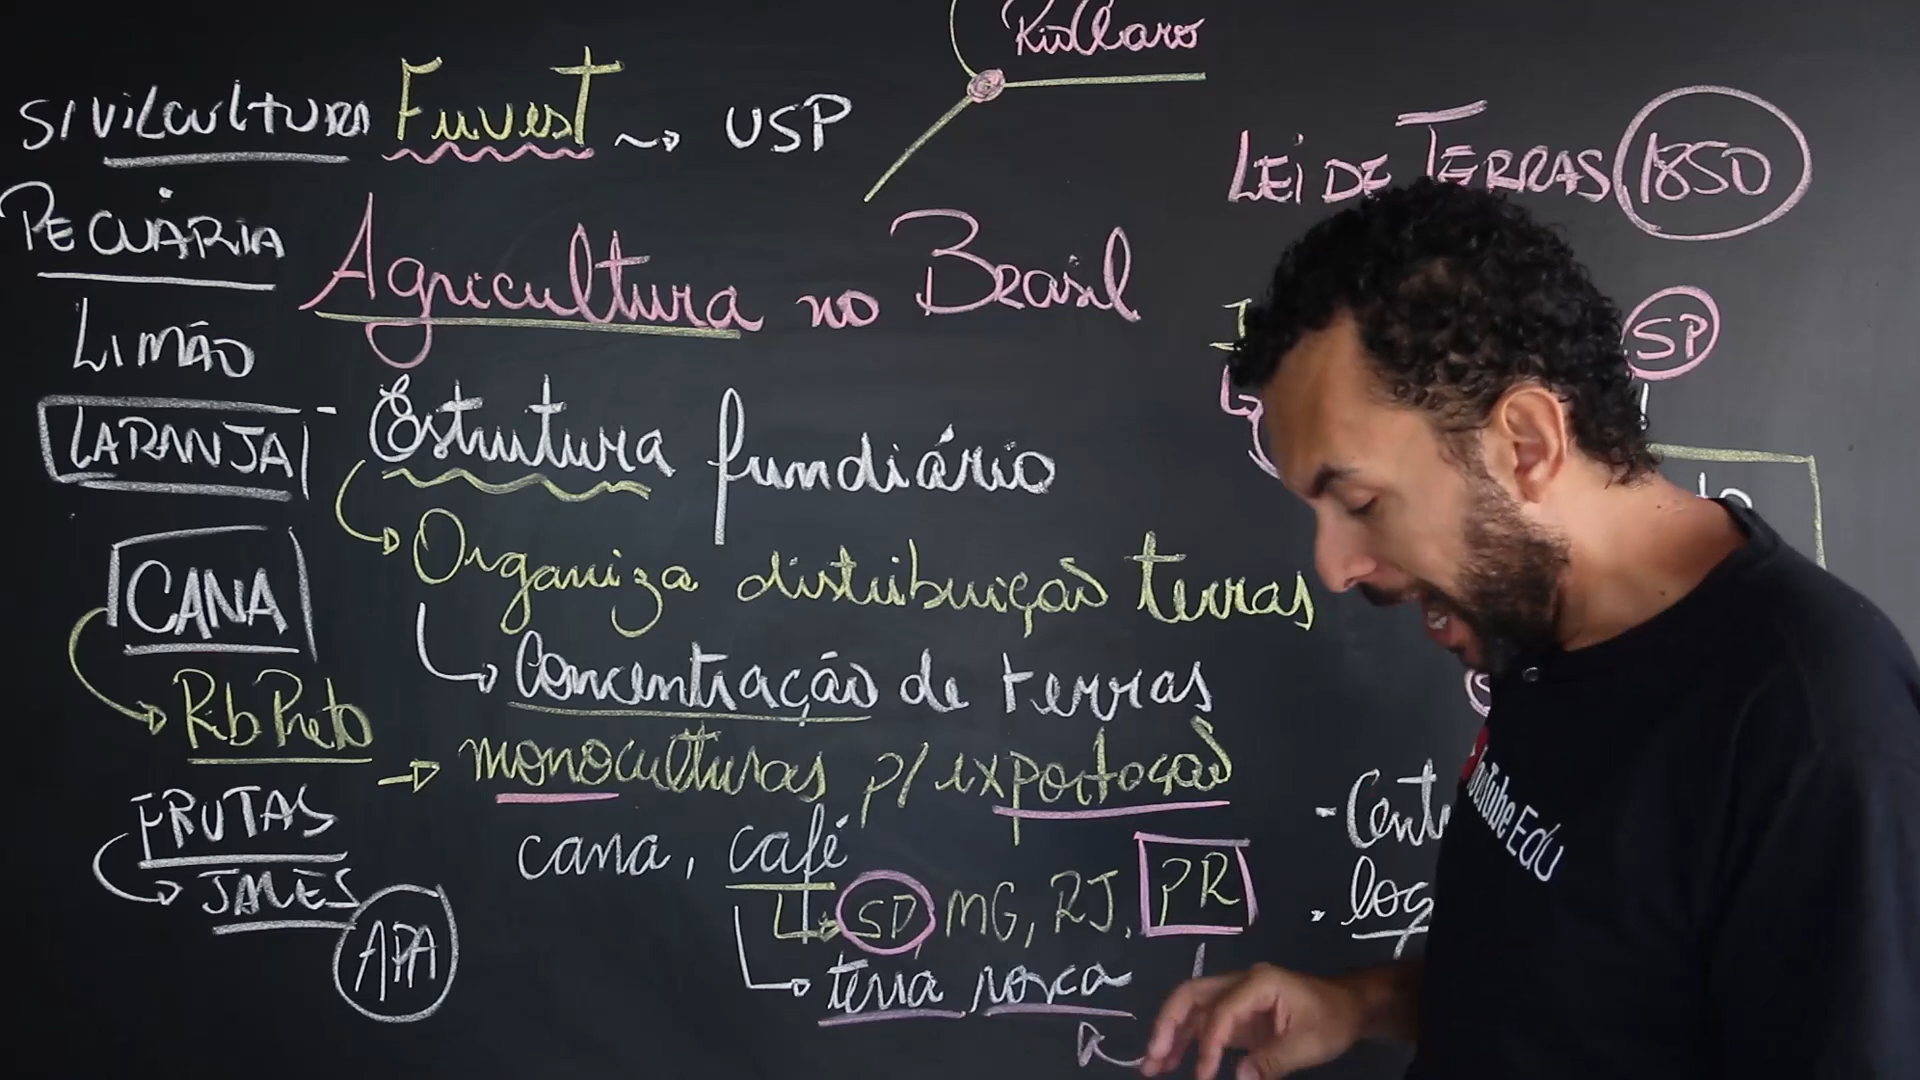 Rio Claro
SIVILCULTURA Fuvest USP
LEI DE TERRAS 1850
PECUÁRIA
Agricultura no Brasil
LIMÃO
SP
LARANJA
- Estrutura fundiário
CANA
Organiza distribuição terras
Concentração de terras
Rib Preto
monoculturas p/ exportação
FRUTAS
cana, café
JALES
SP, MG, RJ, PR
APA
terra roxa
YouTube Edu